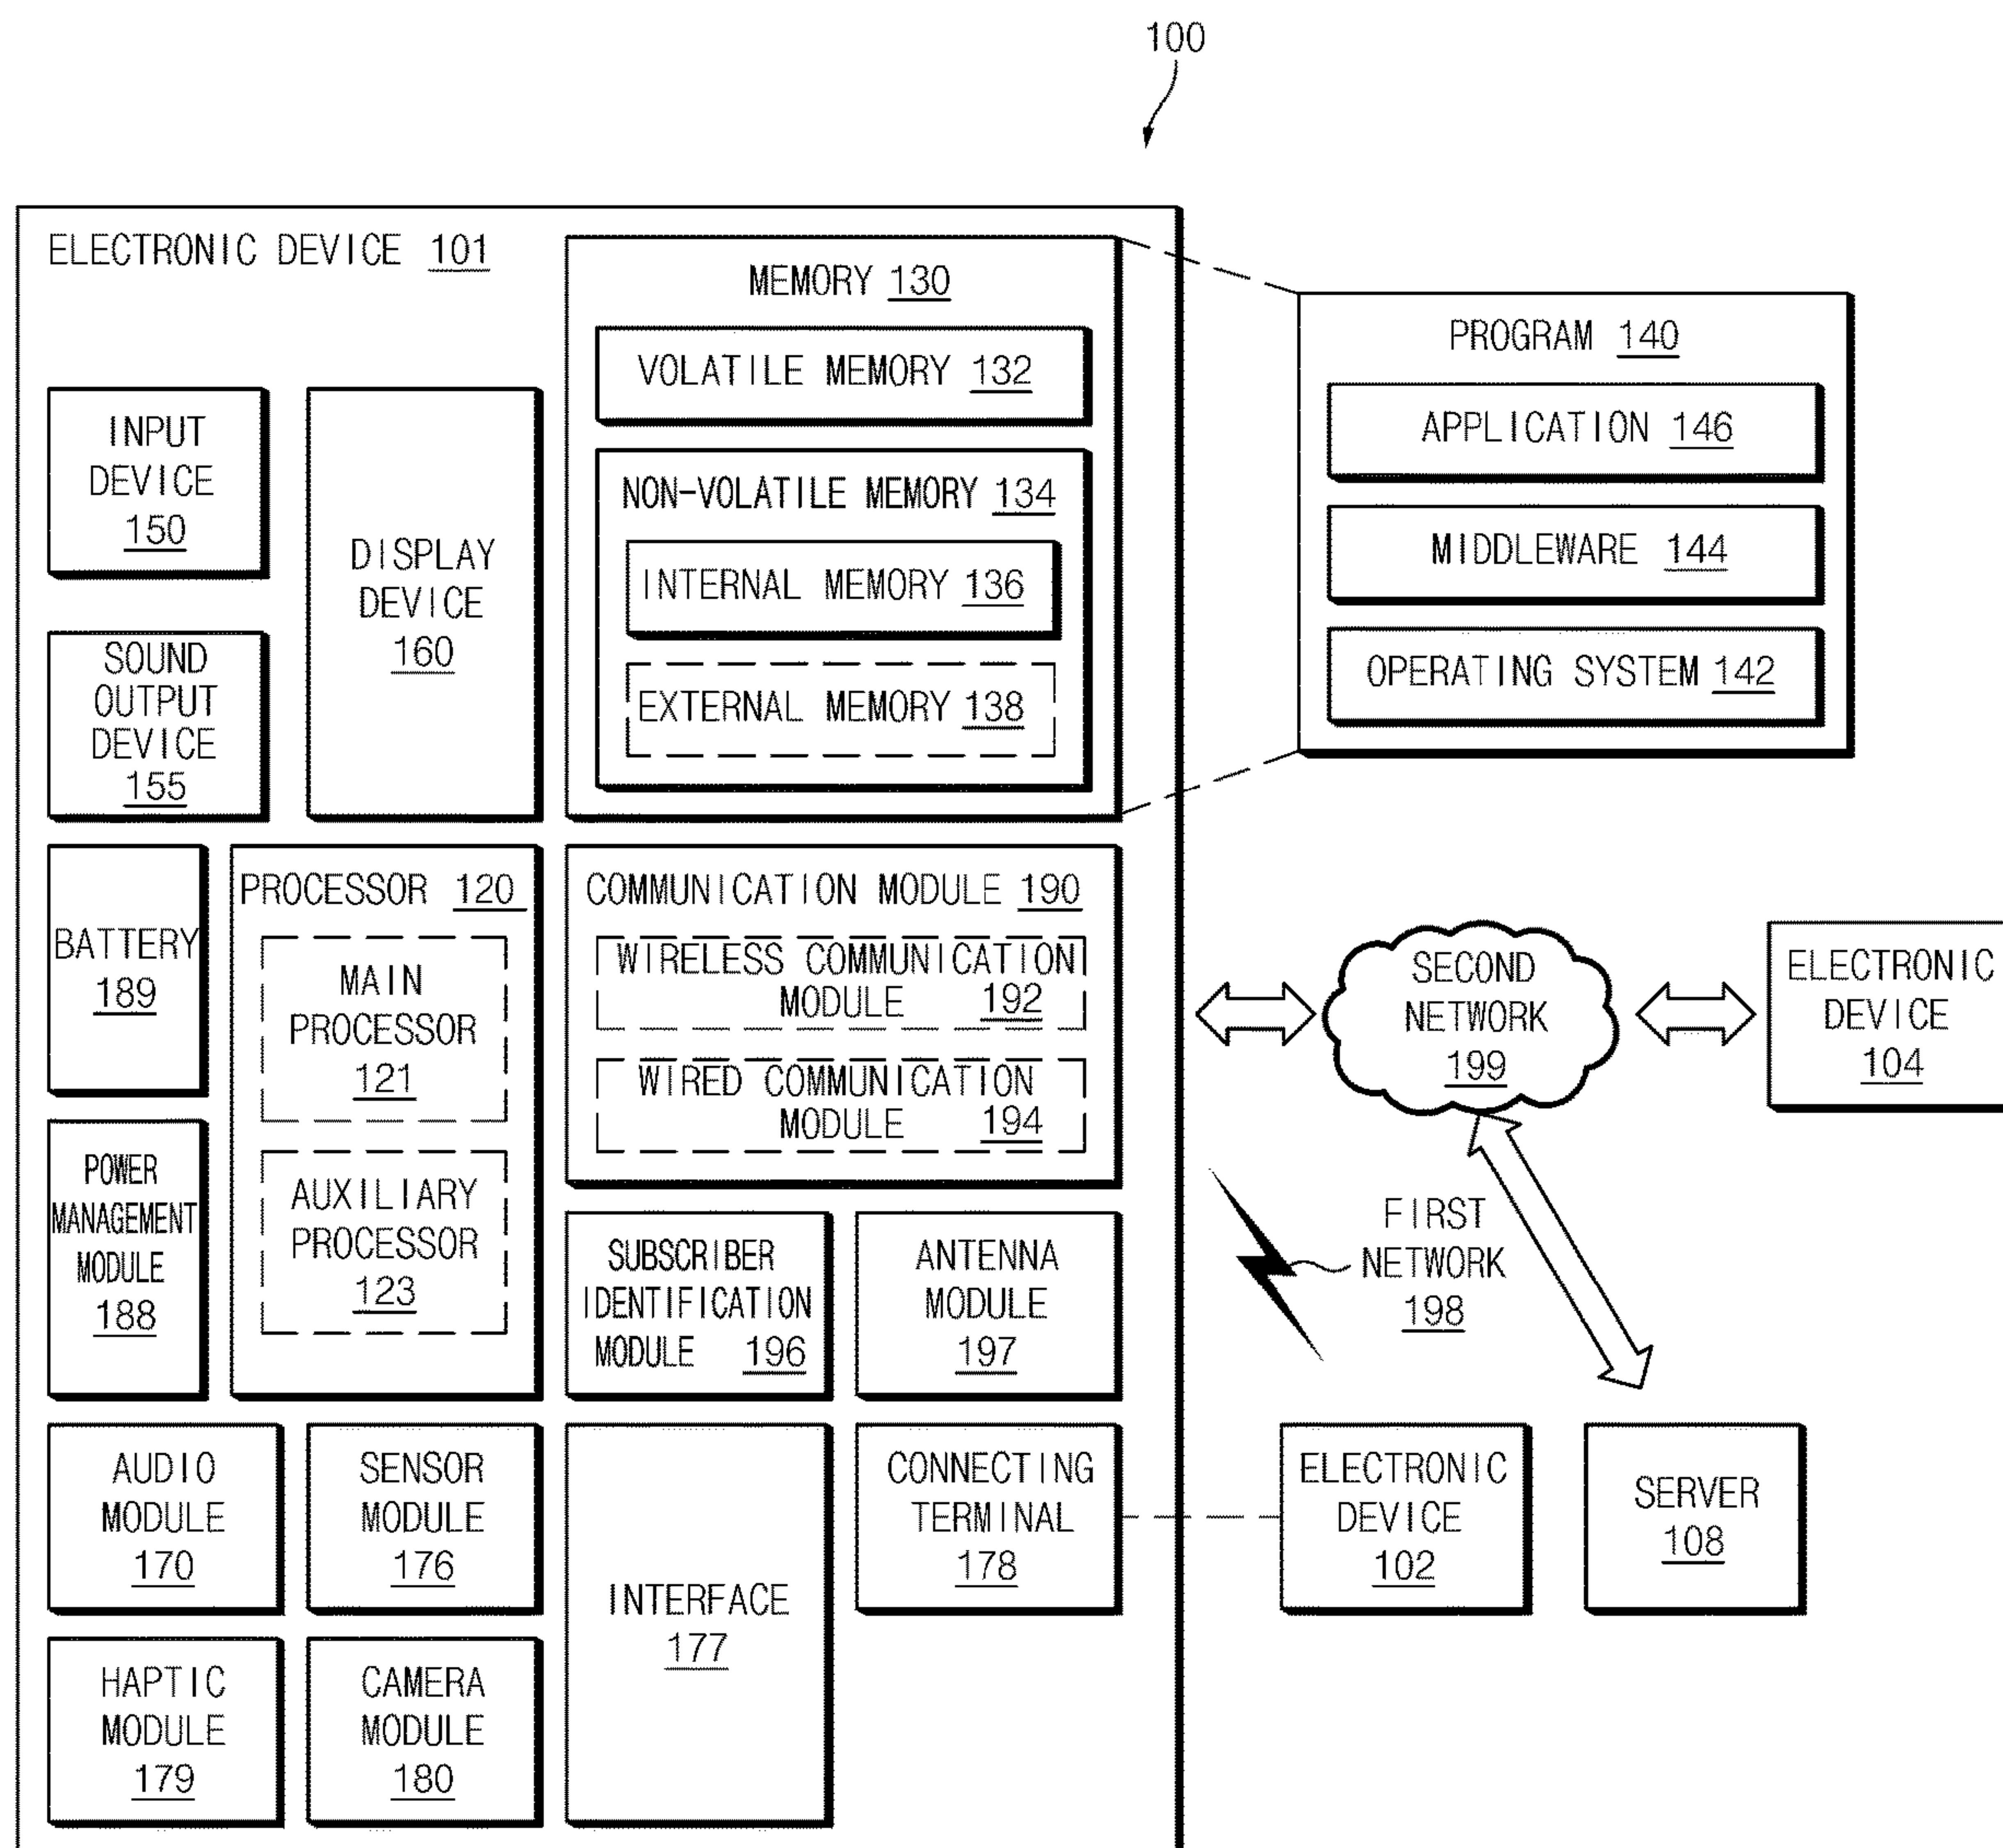 100
ELECTRONIC DEVICE 101
MEMORY 130
VOLATILE MEMORY 132
NON-VOLATILE MEMORY 134
INTERNAL MEMORY 136
EXTERNAL MEMORY 138
PROGRAM 140
APPLICATION 146
MIDDLEWARE 144
OPERATING SYSTEM 142
INPUT
DEVICE
150
SOUND
OUTPUT
DEVICE
155
DISPLAY
DEVICE
160
BATTERY
189
POWER
MANAGEMENT
MODULE
188
PROCESSOR 120
MAIN
PROCESSOR
121
AUXILIARY
PROCESSOR
123
COMMUNICATION MODULE 190
WIRELESS COMMUNICATION
MODULE 192
WIRED COMMUNICATION
MODULE 194
SUBSCRIBER
IDENTIFICATION
MODULE 196
ANTENNA
MODULE
197
SECOND
NETWORK
199
ELECTRONIC
DEVICE
104
FIRST
NETWORK
198
AUDIO
MODULE
170
SENSOR
MODULE
176
INTERFACE
177
CONNECTING
TERMINAL
178
ELECTRONIC
DEVICE
102
SERVER
108
HAPTIC
MODULE
179
CAMERA
MODULE
180